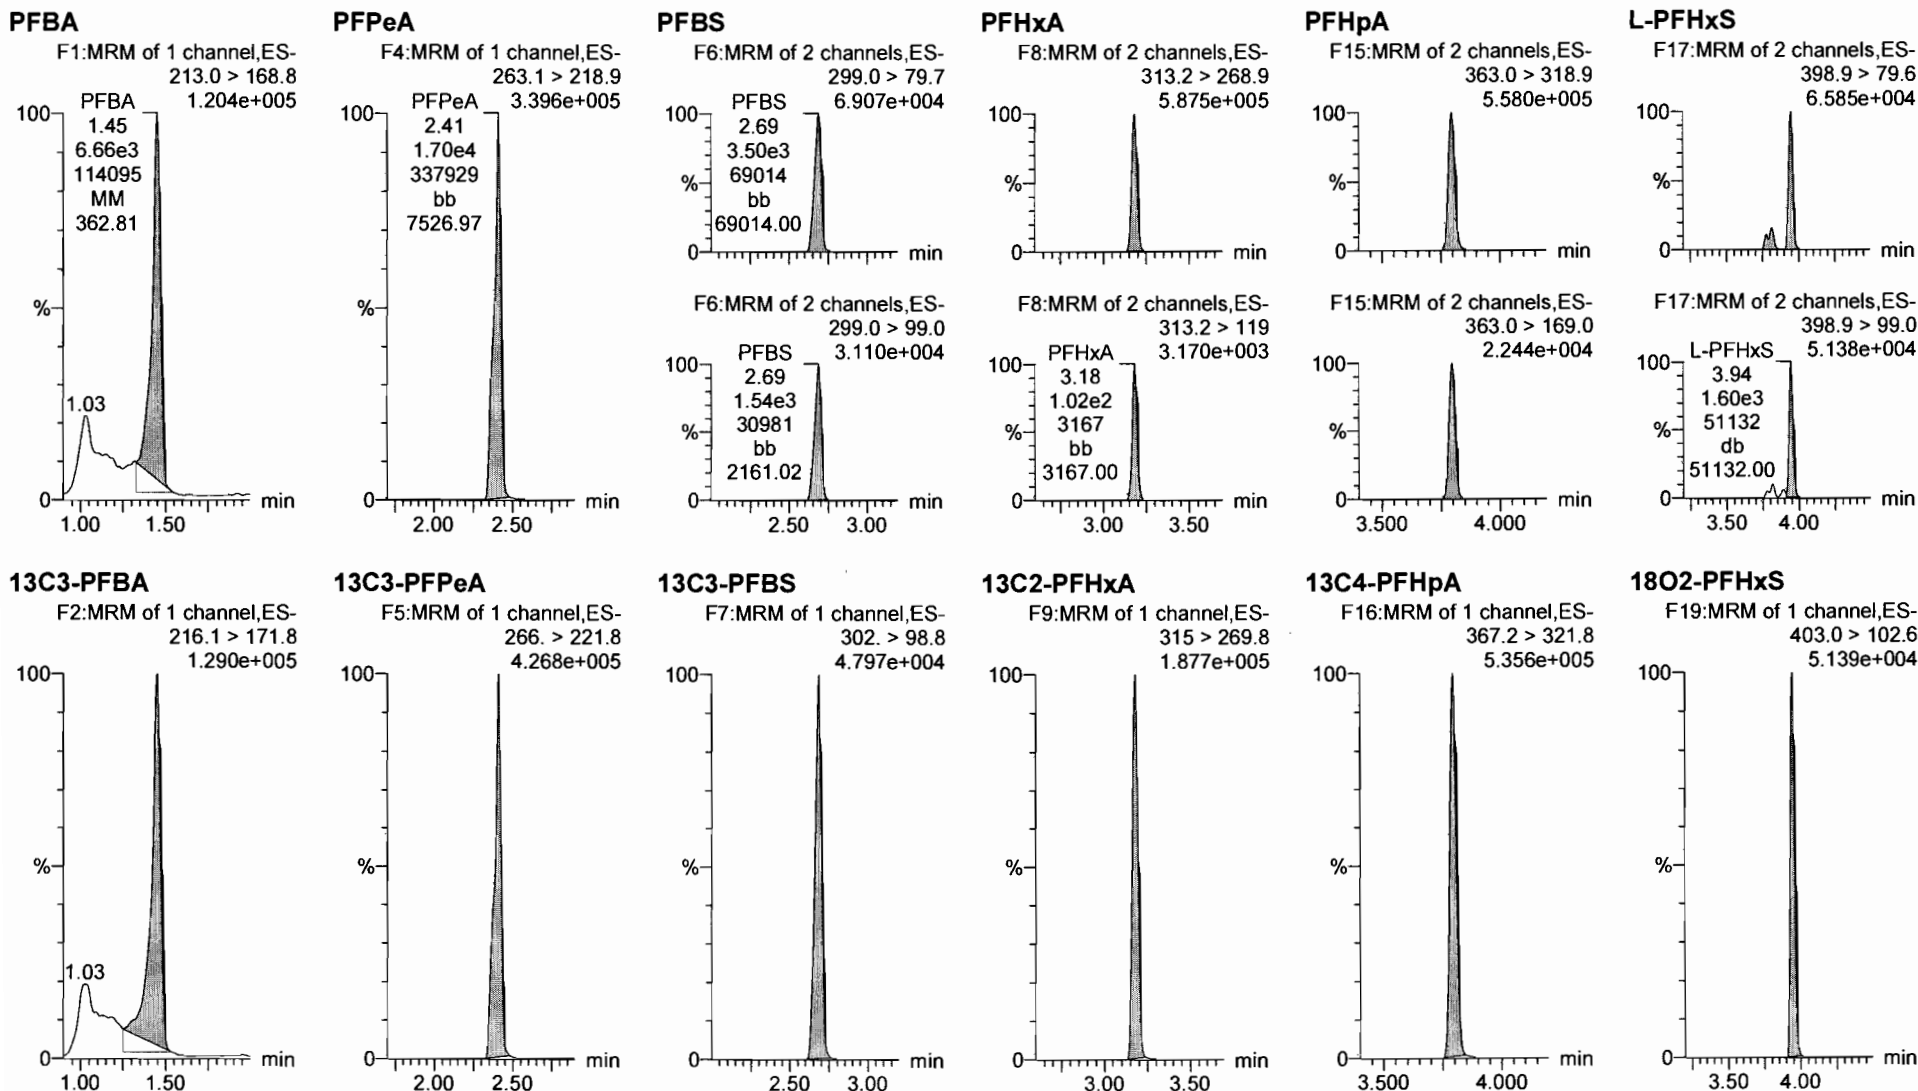 PFBA
F1:MRM of 1 channel,ES-
213.0 > 168.8
1.204e+005
100
PFBA
1.45
6.66e3
114095
MM
362.81
%
1.03
0
min
1.00 1.50
PFPeA
F4:MRM of 1 channel,ES-
263.1 > 218.9
3.396e+005
100
PFPeA
2.41
1.70e4
337929
bb
7526.97
%
0
min
2.00 2.50
PFBS
F6:MRM of 2 channels,ES-
299.0 > 79.7
6.907e+004
100
PFBS
2.69
3.50e3
69014
bb
69014.00
%
0
min
F6:MRM of 2 channels,ES-
299.0 > 99.0
3.110e+004
100
PFBS
2.69
1.54e3
30981
bb
2161.02
%
0
min
2.50 3.00
PFHxA
F8:MRM of 2 channels,ES-
313.2 > 268.9
5.875e+005
100
%
0
min
F8:MRM of 2 channels,ES-
313.2 > 119
3.170e+003
100
PFHxA
3.18
1.02e2
3167
bb
3167.00
%
0
min
3.00 3.50
PFHpA
F15:MRM of 2 channels,ES-
363.0 > 318.9
5.580e+005
100
%
0
min
F15:MRM of 2 channels,ES-
363.0 > 169.0
2.244e+004
100
%
0
min
3.500 4.000
L-PFHxS
F17:MRM of 2 channels,ES-
398.9 > 79.6
6.585e+004
100
%
0
min
F17:MRM of 2 channels,ES-
398.9 > 99.0
5.138e+004
100
L-PFHxS
3.94
1.60e3
51132
db
51132.00
%
0
min
3.50 4.00
13C3-PFBA
F2:MRM of 1 channel,ES-
216.1 > 171.8
1.290e+005
100
%
1.03
0
min
1.00 1.50
13C3-PFPeA
F5:MRM of 1 channel,ES-
266. > 221.8
4.268e+005
100
%
0
min
2.00 2.50
13C3-PFBS
F7:MRM of 1 channel,ES-
302. > 98.8
4.797e+004
100
%
0
min
2.50 3.00
13C2-PFHxA
F9:MRM of 1 channel,ES-
315 > 269.8
1.877e+005
100
%
0
min
3.00 3.50
13C4-PFHpA
F16:MRM of 1 channel,ES-
367.2 > 321.8
5.356e+005
100
%
0
min
3.500 4.000
18O2-PFHxS
F19:MRM of 1 channel,ES-
403.0 > 102.6
5.139e+004
100
%
0
min
3.50 4.00